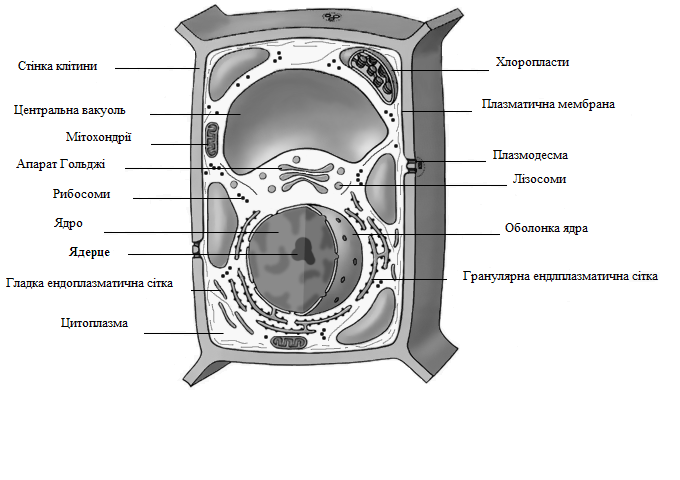 Стінка клітини
Центральна вакуоль
Мітохондрії
Апарат Гольджі
Рибосоми
Ядро
Ядерце
Гладка ендоплазматична сітка
Цитоплазма
Хлоропласти
Плазматична мембрана
Плазмодесма
Лізосоми
Оболонка ядра
Гранулярна ендлплазматична сітка